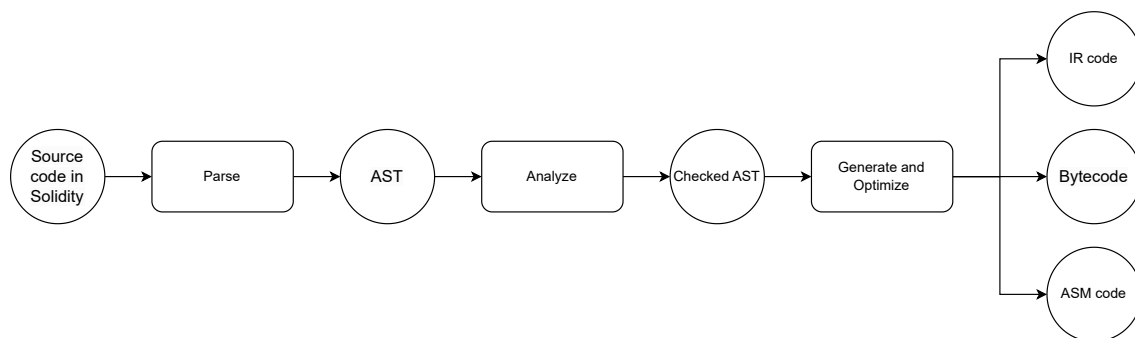 Source
code in
Solidity
Parse
AST
Analyze
Checked AST
Generate and
Optimize
IR code
Bytecode
ASM code